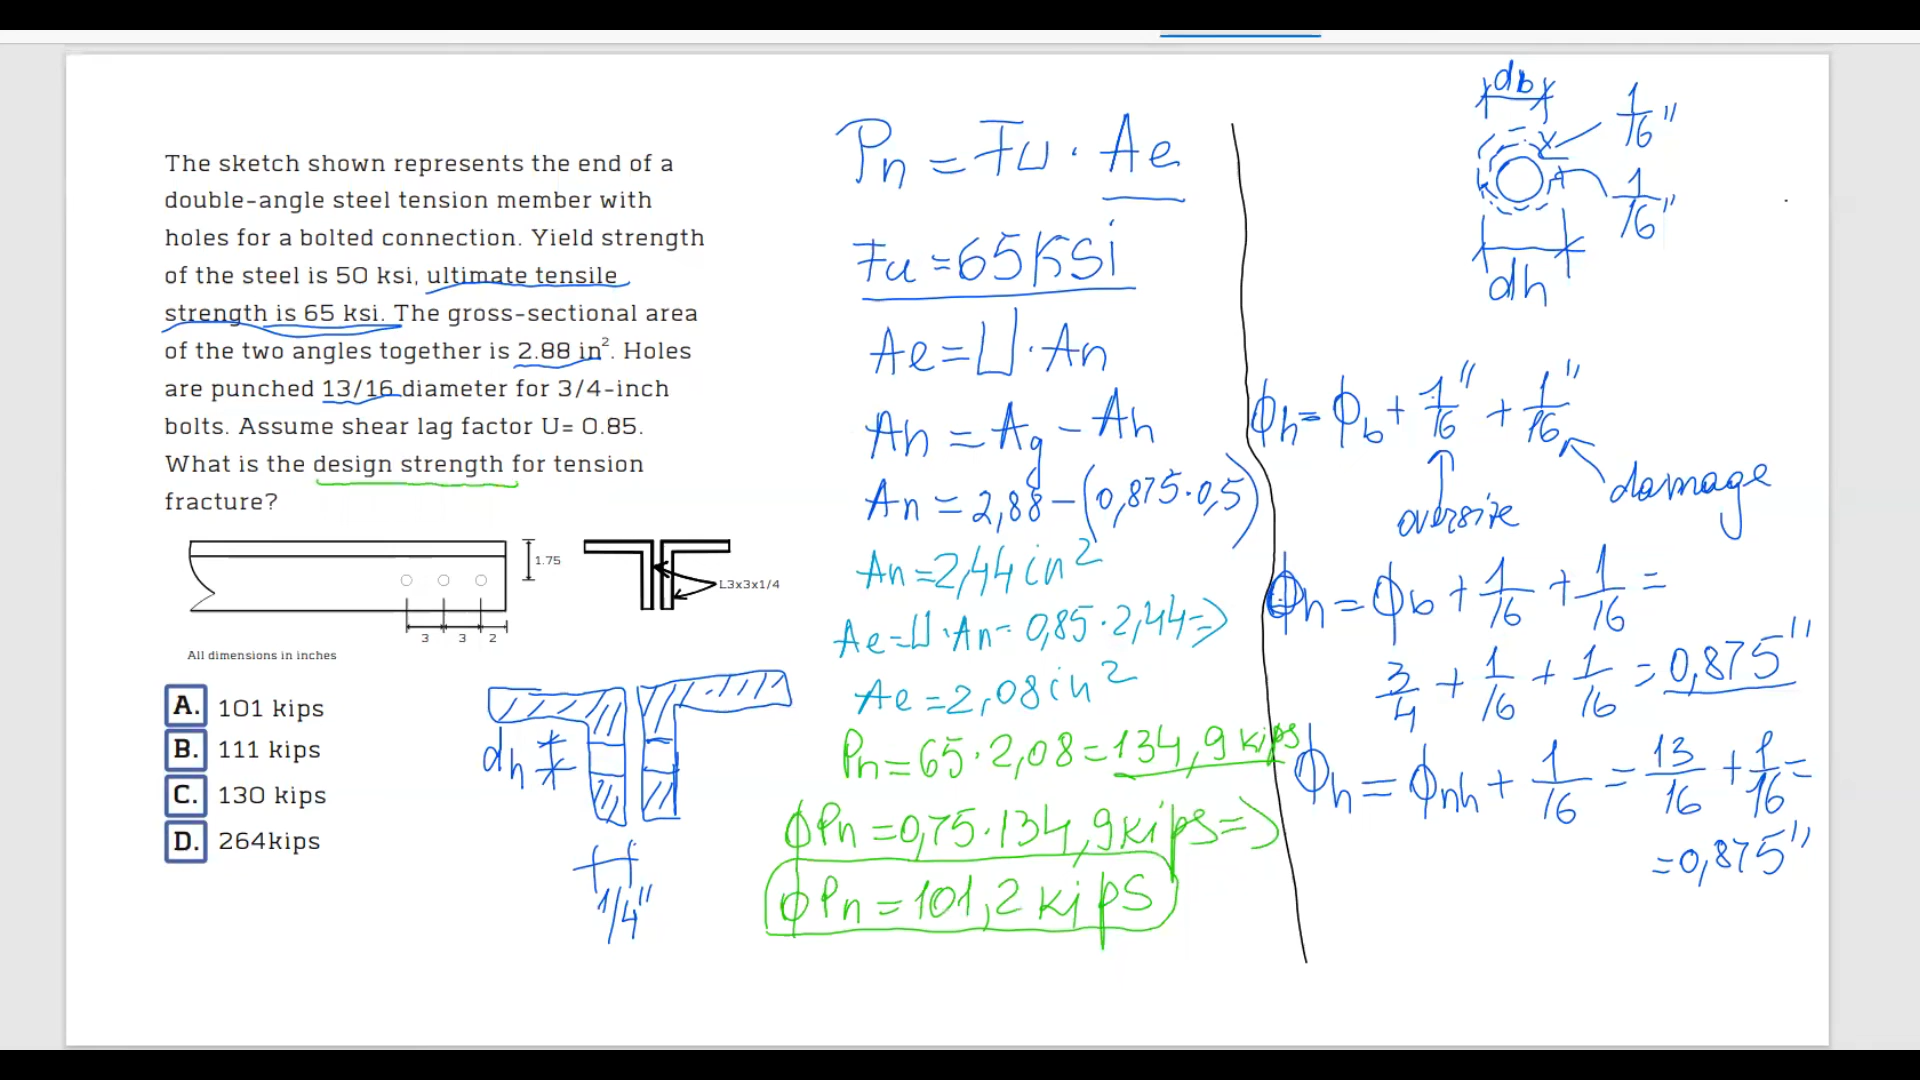 The sketch shown represents the end of a
double-angle steel tension member with
holes for a bolted connection. Yield strength
of the steel is 50 ksi, ultimate tensile
strength is 65 ksi. The gross-sectional area
of the two angles together is 2.88 in².  Holes
are punched 13/16 diameter for 3/4-inch
bolts. Assume shear lag factor U= 0.85.
What is the design strength for tension
fracture?
1.75
L3x3x1/4
3 3 2
All dimensions in inches
A. 101 kips
B. 111 kips
C. 130 kips
D. 264kips
dh
1/4"
Pn = Fu · Ae
Fu = 65 KSi
Ae = U · An
An = Ag - Ah
An = 2,88 - (0,875 · 0,5)
An = 2,44 in²
Ae = U · An = 0,85 · 2,44 =>
Ae = 2,08 in²
Pn = 65 · 2,08 = 134,9 kips
ϕPn = 0,75 · 134,9 kips =>
ϕPn = 101,2 kips
db
1/16"
1/16"
dh
ϕh = ϕb + 1/16" + 1/16"
oversize
damage
ϕh = ϕb + 1/16 + 1/16 =
3/4 + 1/16 + 1/16 = 0,875"
ϕh = ϕnh + 1/16 = 13/16 + 1/16 =
= 0,875"